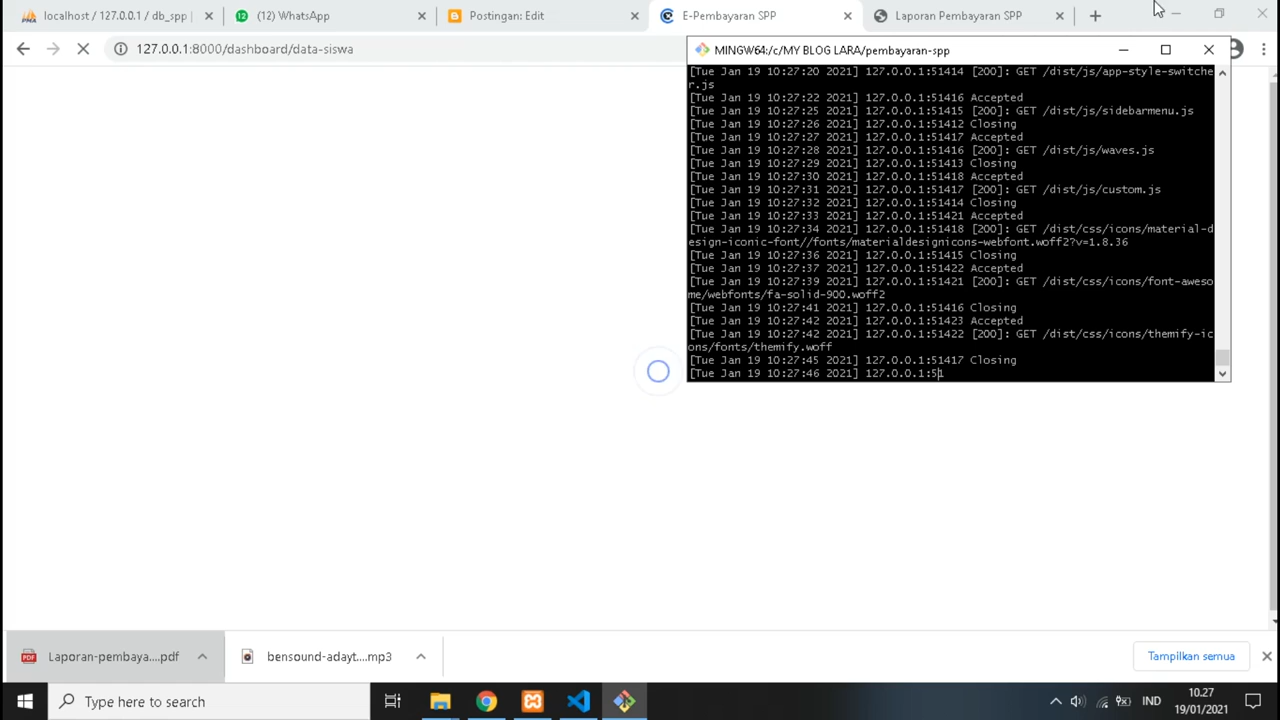 localhost / 127.0.0.1 / db_spp
(12) WhatsApp
Postingan: Edit
E-Pembayaran SPP
Laporan Pembayaran SPP
127.0.0.1:8000/dashboard/data-siswa
MINGW64:/c/MY BLOG LARA/pembayaran-spp
[Tue Jan 19 10:27:20 2021] 127.0.0.1:51414 [200]: GET /dist/js/app-style-switche
r.js
[Tue Jan 19 10:27:22 2021] 127.0.0.1:51416 Accepted
[Tue Jan 19 10:27:25 2021] 127.0.0.1:51415 [200]: GET /dist/js/sidebarmenu.js
[Tue Jan 19 10:27:26 2021] 127.0.0.1:51412 Closing
[Tue Jan 19 10:27:27 2021] 127.0.0.1:51417 Accepted
[Tue Jan 19 10:27:28 2021] 127.0.0.1:51416 [200]: GET /dist/js/waves.js
[Tue Jan 19 10:27:29 2021] 127.0.0.1:51413 Closing
[Tue Jan 19 10:27:30 2021] 127.0.0.1:51418 Accepted
[Tue Jan 19 10:27:31 2021] 127.0.0.1:51417 [200]: GET /dist/js/custom.js
[Tue Jan 19 10:27:32 2021] 127.0.0.1:51414 Closing
[Tue Jan 19 10:27:33 2021] 127.0.0.1:51421 Accepted
[Tue Jan 19 10:27:34 2021] 127.0.0.1:51418 [200]: GET /dist/css/icons/material-d
esign-iconic-font//fonts/materialdesignicons-webfont.woff2?v=1.8.36
[Tue Jan 19 10:27:36 2021] 127.0.0.1:51415 Closing
[Tue Jan 19 10:27:37 2021] 127.0.0.1:51422 Accepted
[Tue Jan 19 10:27:39 2021] 127.0.0.1:51421 [200]: GET /dist/css/icons/font-aweso
me/webfonts/fa-solid-900.woff2
[Tue Jan 19 10:27:41 2021] 127.0.0.1:51416 Closing
[Tue Jan 19 10:27:42 2021] 127.0.0.1:51423 Accepted
[Tue Jan 19 10:27:42 2021] 127.0.0.1:51422 [200]: GET /dist/css/icons/themify-ic
ons/fonts/themify.woff
[Tue Jan 19 10:27:45 2021] 127.0.0.1:51417 Closing
[Tue Jan 19 10:27:46 2021] 127.0.0.1:51
Laporan-pembaya....pdf
bensound-adayt....mp3
Tampilkan semua
Type here to search
IND
10.27
19/01/2021